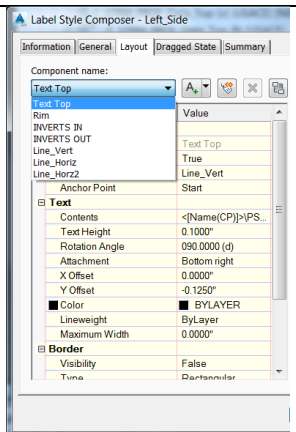 Label Style Composer - Left_Side
Information General Layout Dragged State Summary
Component name:
Text Top
Text Top
Rim
INVERTS IN
INVERTS OUT
Line_Vert
Line_Horiz
Line_Horz2
Value
Text Top
True
Line_Vert
Anchor Point Start
Text
Contents <[Name(CP)]>\PS...
Text Height 0.1000"
Rotation Angle 090.0000 (d)
Attachment Bottom right
X Offset 0.0000"
Y Offset -0.1250"
Color BYLAYER
Lineweight ByLayer
Maximum Width 0.0000"
Border
Visibility False
Type Rectangular